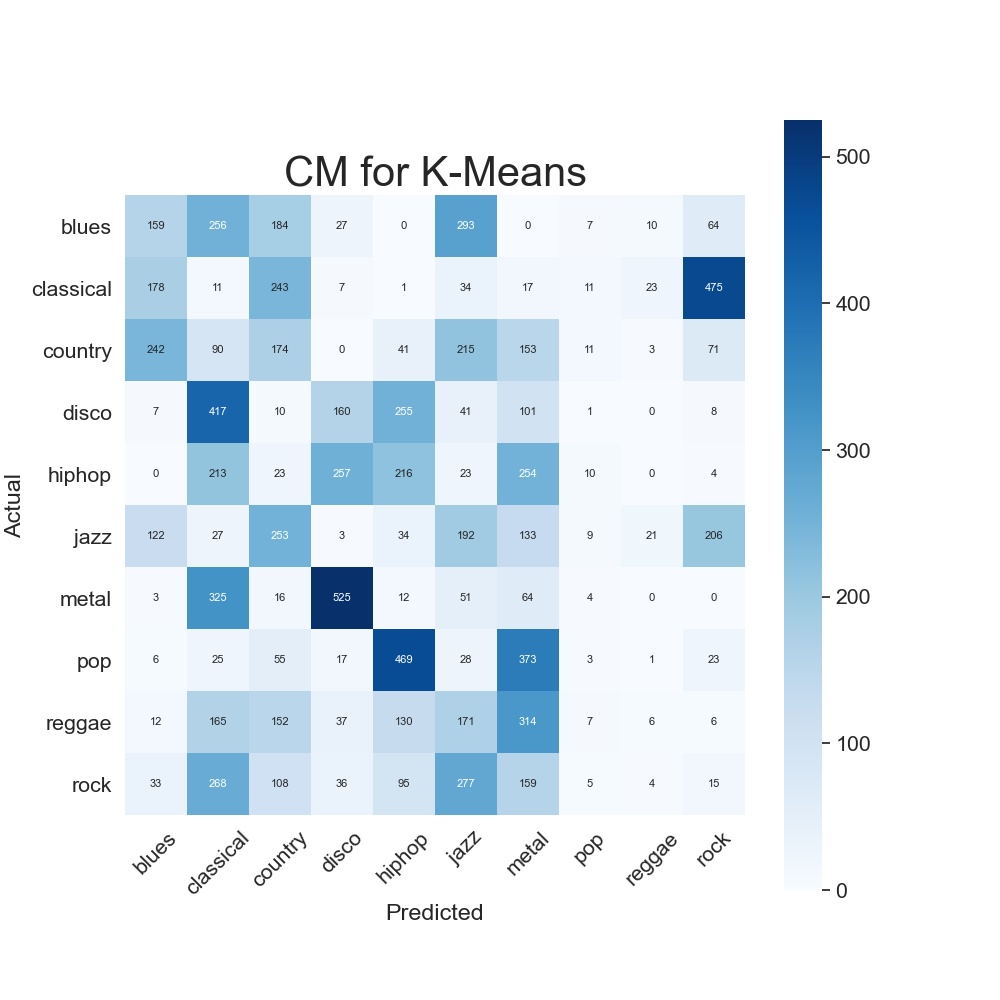 CM for K-Means
blues 159 256 184 27 0 293 0 7 10 64
classical 178 11 243 7 1 34 17 11 23 475
country 242 90 174 0 41 215 153 11 3 71
disco 7 417 10 160 255 41 101 1 0 8
hiphop 0 213 23 257 216 23 254 10 0 4
jazz 122 27 253 3 34 192 133 9 21 206
metal 3 325 16 525 12 51 64 4 0 0
pop 6 25 55 17 469 28 373 3 1 23
reggae 12 165 152 37 130 171 314 7 6 6
rock 33 268 108 36 95 277 159 5 4 15
blues classical country disco hiphop jazz metal pop reggae rock
Predicted
Actual
500
400
300
200
100
0